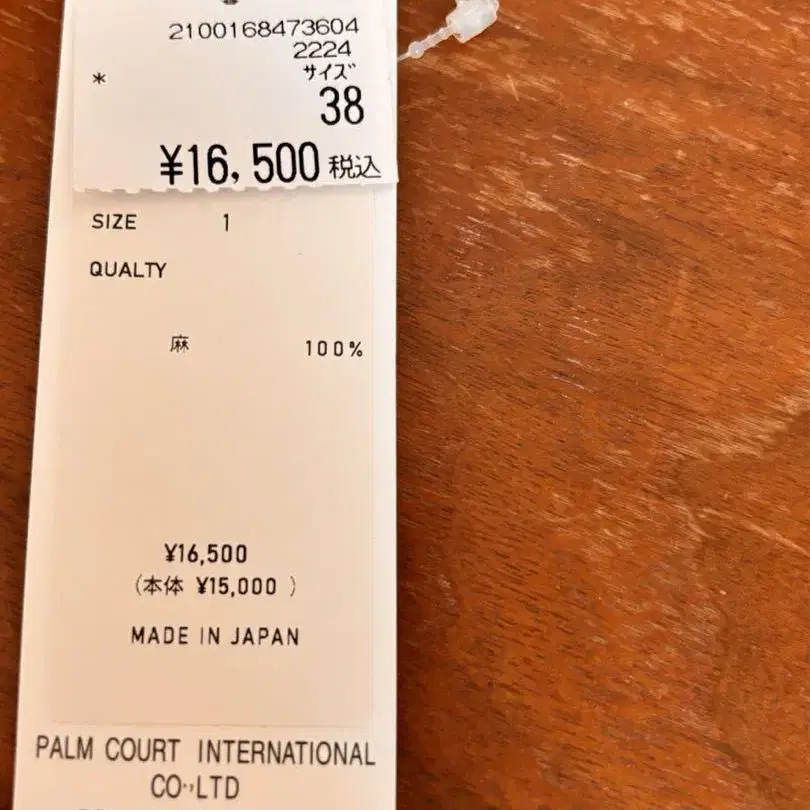 2100168473604
2224
* サイズ
38
¥16,500 税込
SIZE 1
QUALTY
麻 100%
¥16,500
(本体 ¥15,000 )
MADE IN JAPAN
PALM COURT INTERNATIONAL
CO.,LTD